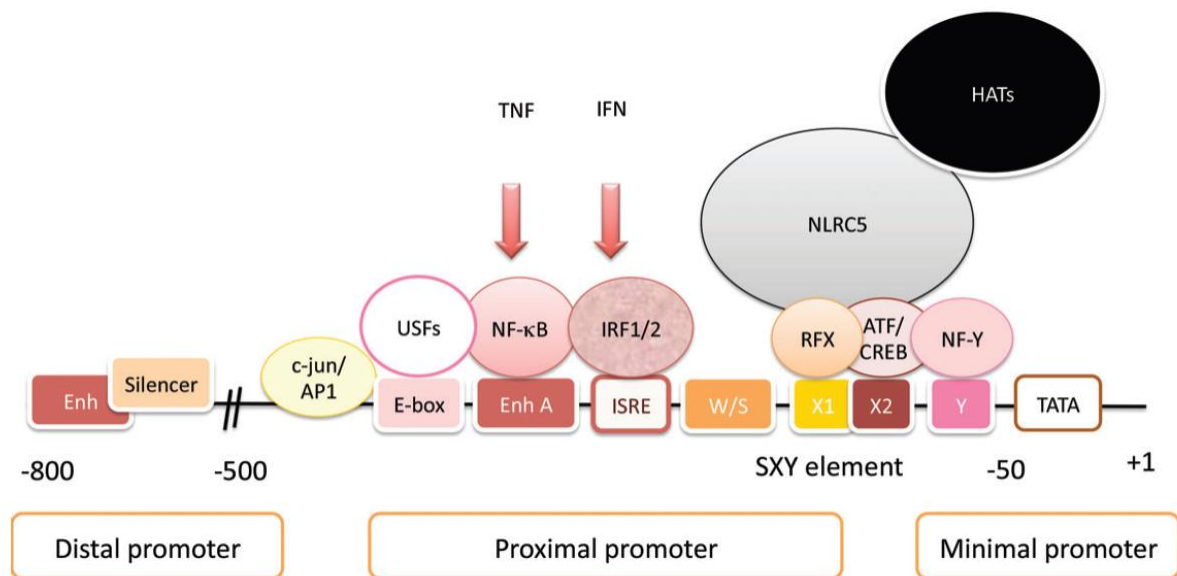 HATs
TNF
IFN
NLRC5
USFs
NF-κB
IRF1/2
RFX
ATF/
CREB
NF-Y
c-jun/
AP1
Enh
Silencer
E-box
Enh A
ISRE
W/S
X1
X2
Y
TATA
-800
-500
SXY element
-50
+1
Distal promoter
Proximal promoter
Minimal promoter